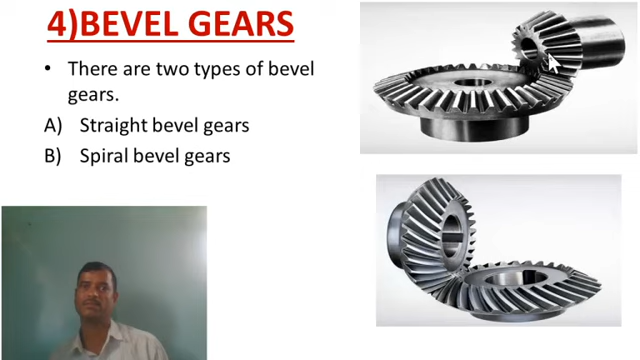 4)BEVEL GEARS
• There are two types of bevel
gears.
A) Straight bevel gears
B) Spiral bevel gears